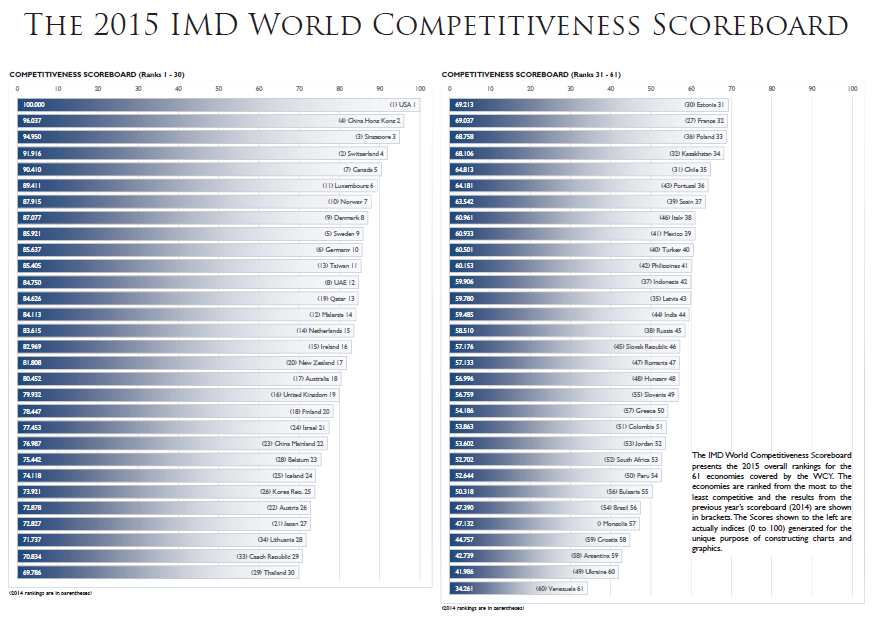 THE 2015 IMD WORLD COMPETITIVENESS SCOREBOARD
COMPETITIVENESS SCOREBOARD (Ranks 1 - 30)
0 10 20 30 40 50 60 70 80 90 100
100.000 (1) USA 1
96.037 (4) China Hong Kong 2
94.950 (3) Singapore 3
91.916 (2) Switzerland 4
90.410 (7) Canada 5
89.411 (11) Luxembourg 6
87.915 (10) Norway 7
87.077 (9) Denmark 8
85.921 (5) Sweden 9
85.637 (6) Germany 10
85.405 (13) Taiwan 11
84.750 (8) UAE 12
84.626 (19) Qatar 13
84.113 (12) Malaysia 14
83.615 (14) Netherlands 15
82.969 (15) Ireland 16
81.808 (20) New Zealand 17
80.452 (17) Australia 18
79.932 (16) United Kingdom 19
78.447 (18) Finland 20
77.453 (24) Israel 21
76.987 (23) China Mainland 22
75.442 (28) Belgium 23
74.118 (25) Iceland 24
73.921 (26) Korea Rep. 25
72.878 (22) Austria 26
72.827 (21) Japan 27
71.737 (34) Lithuania 28
70.834 (33) Czech Republic 29
69.786 (29) Thailand 30
(2014 rankings are in parentheses)
COMPETITIVENESS SCOREBOARD (Ranks 31 - 61)
0 10 20 30 40 50 60 70 80 90 100
69.213 (30) Estonia 31
69.037 (27) France 32
68.758 (36) Poland 33
68.106 (32) Kazakhstan 34
64.813 (31) Chile 35
64.181 (43) Portugal 36
63.542 (39) Spain 37
60.961 (46) Italy 38
60.933 (41) Mexico 39
60.501 (40) Turkey 40
60.153 (42) Philippines 41
59.906 (37) Indonesia 42
59.780 (35) Latvia 43
59.485 (44) India 44
58.510 (38) Russia 45
57.176 (45) Slovak Republic 46
57.133 (47) Romania 47
56.996 (48) Hungary 48
56.759 (55) Slovenia 49
54.186 (57) Greece 50
53.863 (51) Colombia 51
53.602 (53) Jordan 52
52.702 (52) South Africa 53
52.644 (50) Peru 54
50.318 (56) Bulgaria 55
47.390 (54) Brazil 56
47.132 () Mongolia 57
44.757 (59) Croatia 58
42.739 (58) Argentina 59
41.986 (49) Ukraine 60
34.261 (60) Venezuela 61
(2014 rankings are in parentheses)
The IMD World Competitiveness Scoreboard
presents the 2015 overall rankings for the
61 economies covered by the WCY. The
economies are ranked from the most to the
least competitive and the results from the
previous year's scoreboard (2014) are shown
in brackets. The Scores shown to the left are
actually indices (0 to 100) generated for the
unique purpose of constructing charts and
graphics.